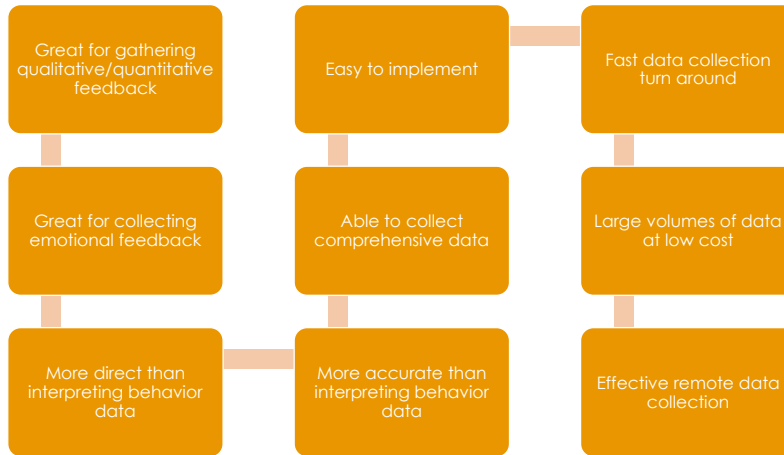 Great for gathering
qualitative/quantitative
feedback
Great for collecting
emotional feedback
More direct than
interpreting behavior
data
More accurate than
interpreting behavior
data
Able to collect
comprehensive data
Easy to implement
Fast data collection
turn around
Large volumes of data
at low cost
Effective remote data
collection